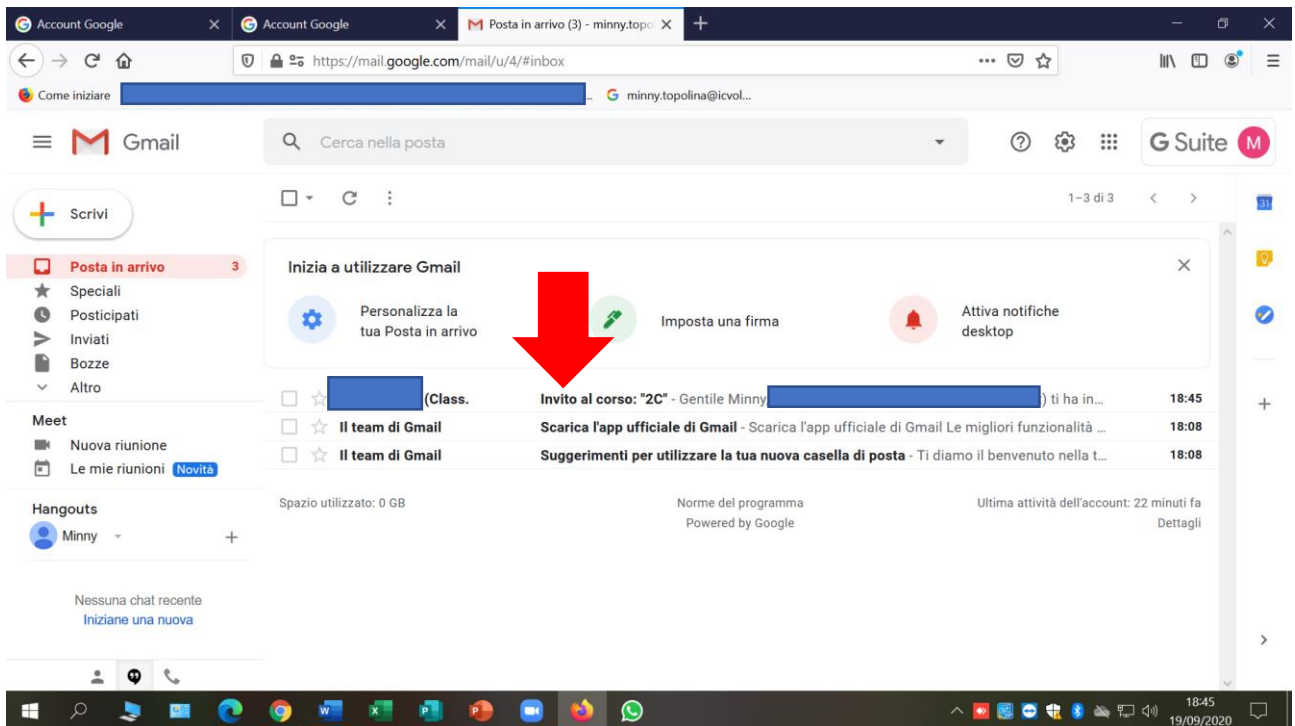 Account Google
Account Google
Posta in arrivo (3) - minny.topol
https://mail.google.com/mail/u/4/#inbox
Come iniziare
minny.topolina@icvol...
Gmail
Cerca nella posta
G Suite
M
Scrivi
1–3 di 3
31
Posta in arrivo 3
Speciali
Posticipati
Inviati
Bozze
Altro
Inizia a utilizzare Gmail
Personalizza la
tua Posta in arrivo
Imposta una firma
Attiva notifiche
desktop
(Class. Invito al corso: "2C" - Gentile Minny ) ti ha in... 18:45
Il team di Gmail Scarica l'app ufficiale di Gmail - Scarica l'app ufficiale di Gmail Le migliori funzionalità ... 18:08
Il team di Gmail Suggerimenti per utilizzare la tua nuova casella di posta - Ti diamo il benvenuto nella t... 18:08
Meet
Nuova riunione
Le mie riunioni Novità
Spazio utilizzato: 0 GB
Norme del programma
Powered by Google
Ultima attività dell'account: 22 minuti fa
Dettagli
Hangouts
Minny
Nessuna chat recente
Iniziane una nuova
18:45
19/09/2020